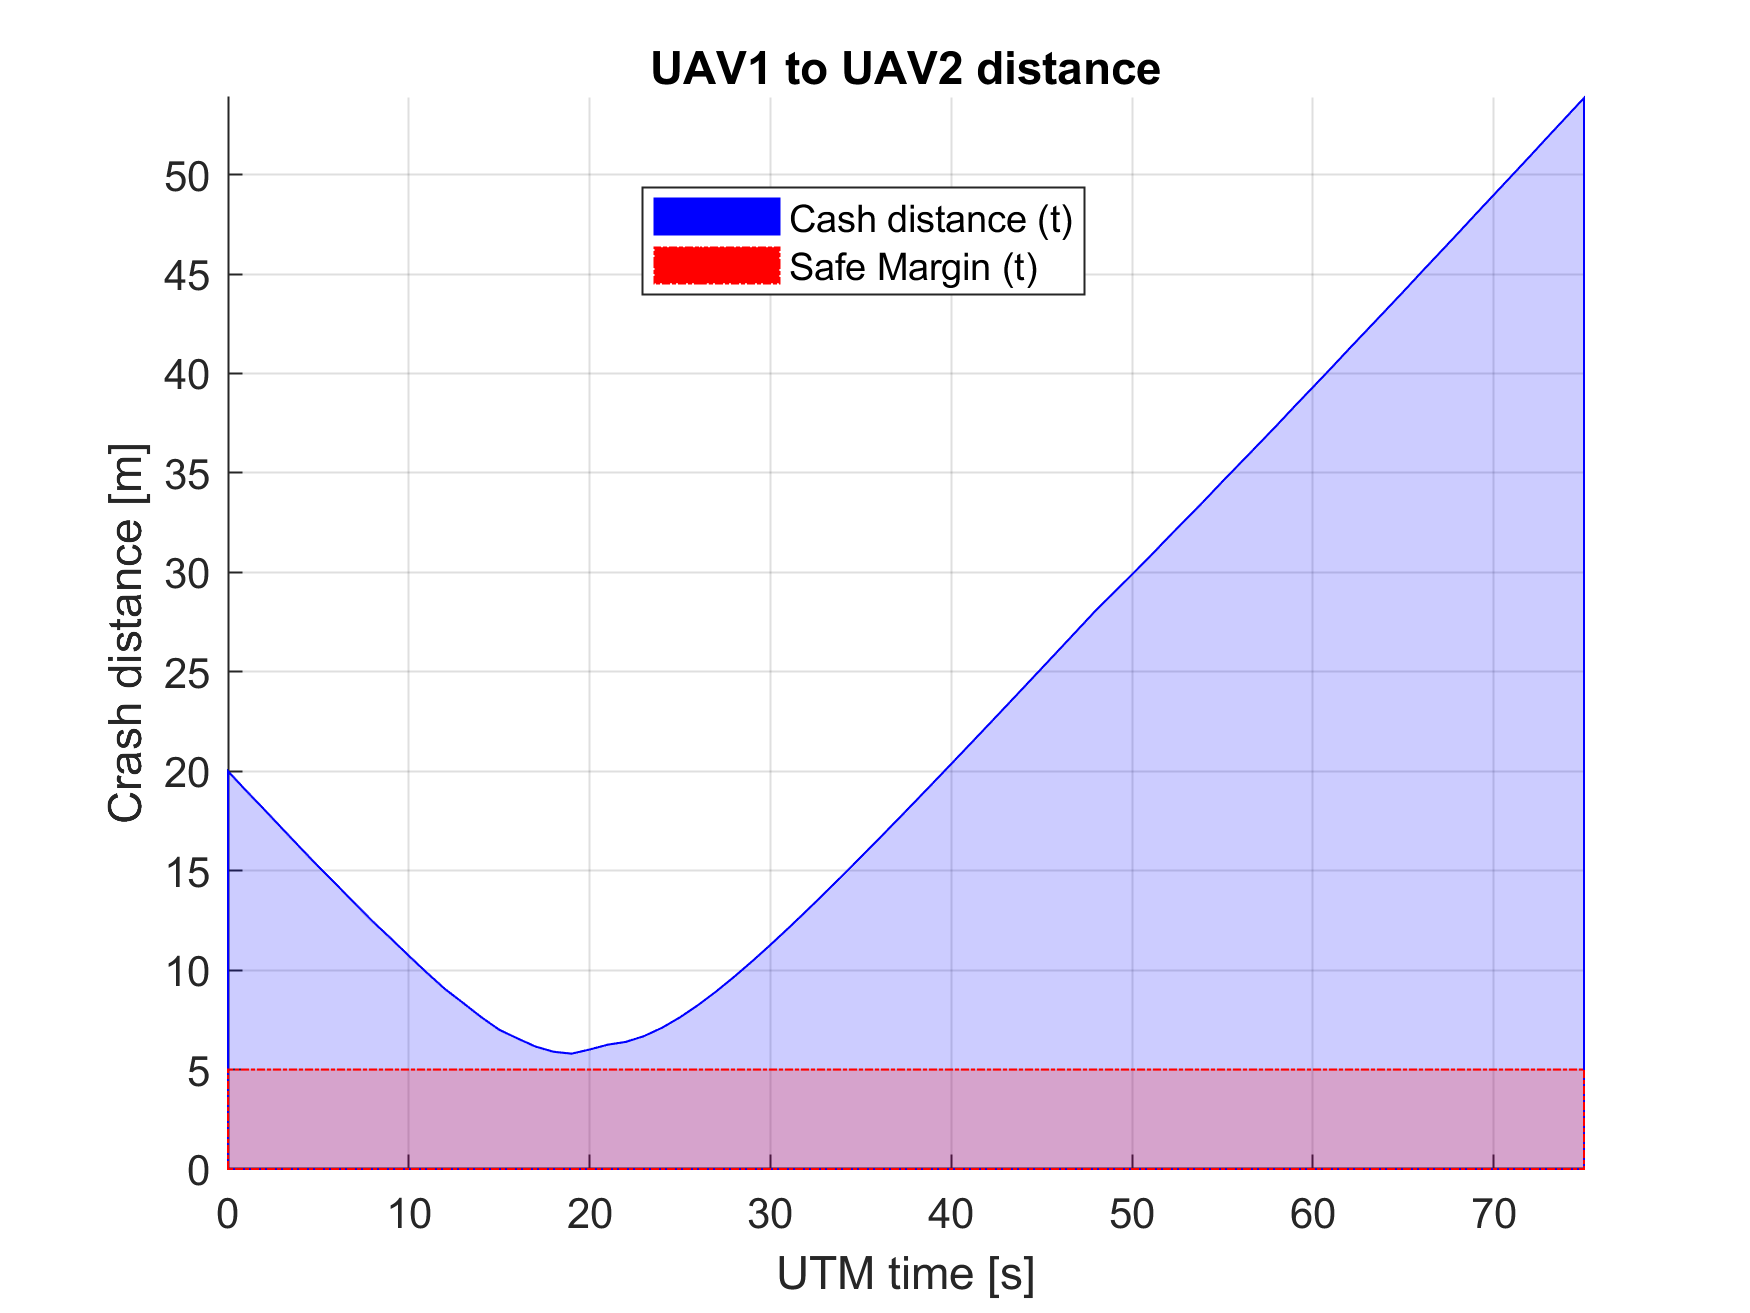 UAV1 to UAV2 distance
Cash distance (t)
Safe Margin (t)
Crash distance [m]
50
45
40
35
30
25
20
15
10
5
0
0 10 20 30 40 50 60 70
UTM time [s]